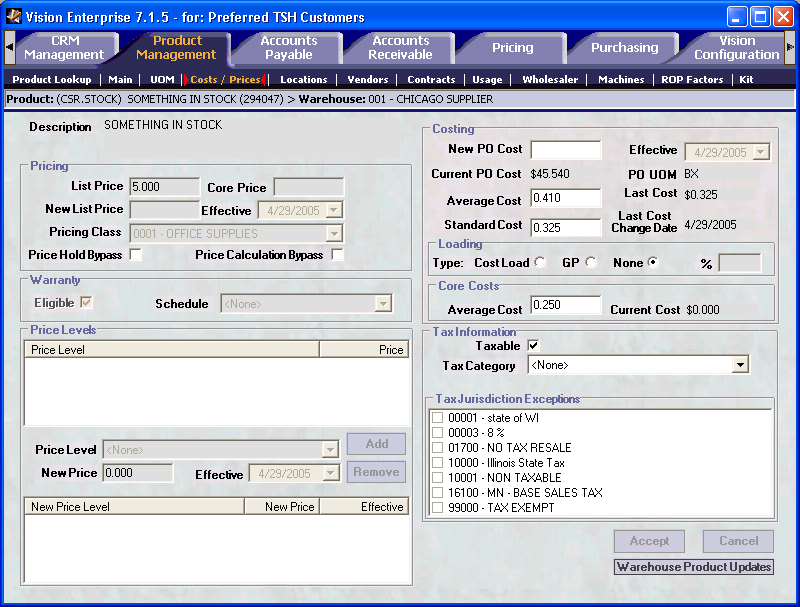 Vision Enterprise 7.1.5 - for: Preferred TSH Customers
CRM Management
Product Management
Accounts Payable
Accounts Receivable
Pricing
Purchasing
Vision Configuration
Product Lookup | Main | UOM | Costs / Prices | Locations | Vendors | Contracts | Usage | Wholesaler | Machines | ROP Factors | Kit
Product: (CSR.STOCK) SOMETHING IN STOCK (294047) > Warehouse: 001 - CHICAGO SUPPLIER
Description SOMETHING IN STOCK
Pricing
List Price 5.000 Core Price
New List Price Effective 4/29/2005
Pricing Class 0001 - OFFICE SUPPLIES
Price Hold Bypass Price Calculation Bypass
Warranty
Eligible Schedule <None>
Price Levels
Price Level Price
Price Level <None> Add
New Price 0.000 Effective 4/29/2005 Remove
New Price Level New Price Effective
Costing
New PO Cost Effective 4/29/2005
Current PO Cost $45.540 PO UOM BX
Average Cost 0.410 Last Cost $0.325
Standard Cost 0.325 Last Cost Change Date 4/29/2005
Loading
Type: Cost Load GP None %
Core Costs
Average Cost 0.250 Current Cost $0.000
Tax Information
Taxable
Tax Category <None>
Tax Jurisdiction Exceptions
00001 - state of WI
00003 - 8 %
01700 - NO TAX RESALE
10000 - Illinois State Tax
10001 - NON TAXABLE
16100 - MN - BASE SALES TAX
99000 - TAX EXEMPT
Accept Cancel
Warehouse Product Updates